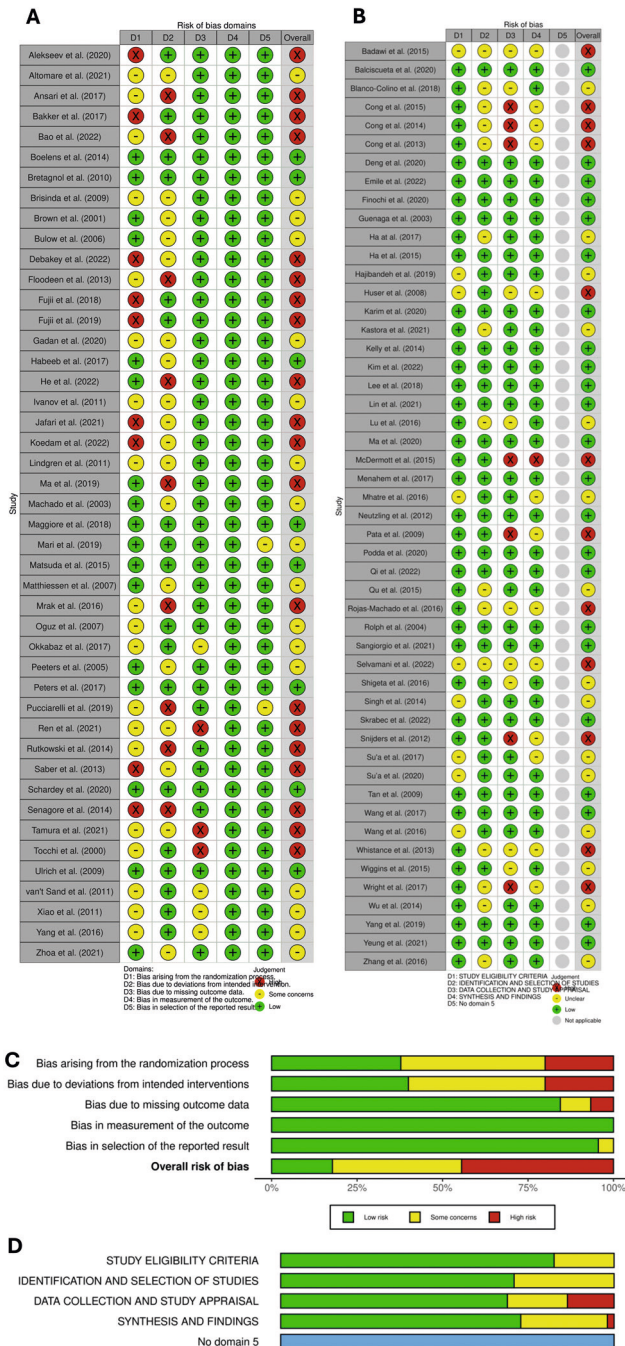 A
Risk of bias domains
D1 D2 D3 D4 D5 Overall
Study
Alekseev et al. (2020) X + + + + X
Altomare et al. (2021) - - + + + -
Ansari et al. (2017) - X + + + X
Bakker et al. (2017) X + + + + X
Bao et al. (2022) - X + + + X
Boelens et al. (2014) + + + + + +
Bretagnol et al. (2010) + + + + + +
Brisinda et al. (2009) - - + + + -
Brown et al. (2001) + - + + + -
Bulow et al. (2006) + - + + + -
Debakey et al. (2022) X - + + + X
Floodeen et al. (2013) - X + + + X
Fujii et al. (2018) X + + + + X
Fujii et al. (2019) X + + + + X
Gadan et al. (2020) - - + + + -
Habeeb et al. (2017) + - + + + +
He et al. (2022) + X + + + X
Ivanov et al. (2011) - - + + + -
Jafari et al. (2021) X - + + + X
Koedam et al. (2022) X - + + + X
Lindgren et al. (2011) - - + + + -
Ma et al. (2019) + X + + + X
Machado et al. (2003) + - + + + -
Maggiore et al. (2018) + + + + + +
Mari et al. (2019) + + + + - -
Matsuda et al. (2015) + + + + + +
Matthiessen et al. (2007) + - + + + -
Mrak et al. (2016) - X + + + X
Oguz et al. (2007) - + + + + -
Okkabaz et al. (2017) - + - + + -
Peeters et al. (2005) + - + + + -
Peters et al. (2017) + + + + + +
Pucciarelli et al. (2019) - X + + - X
Ren et al. (2021) - - X + + X
Rutkowski et al. (2014) - X + + + X
Saber et al. (2013) X - + + + X
Schardey et al. (2020) + + + + + +
Senagore et al. (2014) X X + + + X
Tamura et al. (2021) - - X + + X
Tocchi et al. (2000) - + X + + X
Ulrich et al. (2009) + + + + + +
van't Sand et al. (2011) - + - + + -
Xiao et al. (2011) - + - + + -
Yang et al. (2016) - + - + + -
Zhoa et al. (2021) + - + + + -
Domains:
D1: Bias arising from the randomization process.
D2: Bias due to deviations from intended intervention.
D3: Bias due to missing outcome data.
D4: Bias in measurement of the outcome.
D5: Bias in selection of the reported result.
Judgement
High
Some concerns
Low
B
Risk of bias
D1 D2 D3 D4 D5 Overall
Study
Badawi et al. (2015) - - - - X
Balciscueta et al. (2020) + + + + +
Blanco-Colino et al. (2018) + - - + -
Cong et al. (2015) + - X - X
Cong et al. (2014) + - X - X
Cong et al. (2013) + - X - X
Deng et al. (2020) + + + + +
Emile et al. (2022) + + + + +
Finochi et al. (2020) + + + + +
Guenaga et al. (2003) + + + + +
Ha at al. (2017) + - + + -
Ha et al. (2015) + + + + +
Hajibandeh et al. (2019) - + + + -
Huser et al. (2008) - + - - X
Karim et al. (2020) + + + + +
Kastora et al. (2021) + - + + -
Kelly et al. (2014) + + + + +
Kim et al. (2022) + + + + +
Lee et al. (2018) + + + + +
Lin et al. (2021) + + + + +
Lu et al. (2016) + - - + -
Ma et al. (2020) + + + + +
McDermott et al. (2015) + + X X X
Menahem et al. (2017) + + + + +
Mhatre et al. (2016) - + + - -
Neutzling et al. (2012) + + + + +
Pata et al. (2009) + + X - X
Podda et al. (2020) + + + + +
Qi et al. (2022) + + + + +
Qu et al. (2015) + - + + -
Rojas-Machado et al. (2016) + - - - X
Rolph et al. (2004) + + + + +
Sangiorgio et al. (2021) + + + + +
Selvamani et al. (2022) - - - - X
Shigeta et al. (2016) + + - + -
Singh et al. (2014) - + + + -
Skrabec et al. (2022) + + + + +
Snijders et al. (2012) + + X - X
Su'a et al. (2017) - + + - -
Su'a et al. (2020) - + + + -
Tan et al. (2009) + + + + +
Wang et al. (2017) + + + + +
Wang et al. (2016) - + + + -
Whistance et al. (2013) + - - - X
Wiggins et al. (2015) + + - + -
Wright et al. (2017) + - X - X
Wu et al. (2014) + - + + -
Yang et al. (2019) + + + + +
Yeung et al. (2021) + + + + +
Zhang et al. (2016) + - + + -
D1: STUDY ELIGIBILITY CRITERIA
D2: IDENTIFICATION AND SELECTION OF STUDIES
D3: DATA COLLECTION AND STUDY APPRAISAL
D4: SYNTHESIS AND FINDINGS
D5: No domain 5
Judgement
Unclear
Low
Not applicable
C
Bias arising from the randomization process
Bias due to deviations from intended interventions
Bias due to missing outcome data
Bias in measurement of the outcome
Bias in selection of the reported result
Overall risk of bias
0% 25% 50% 75% 100%
Low risk Some concerns High risk
D
STUDY ELIGIBILITY CRITERIA
IDENTIFICATION AND SELECTION OF STUDIES
DATA COLLECTION AND STUDY APPRAISAL
SYNTHESIS AND FINDINGS
No domain 5